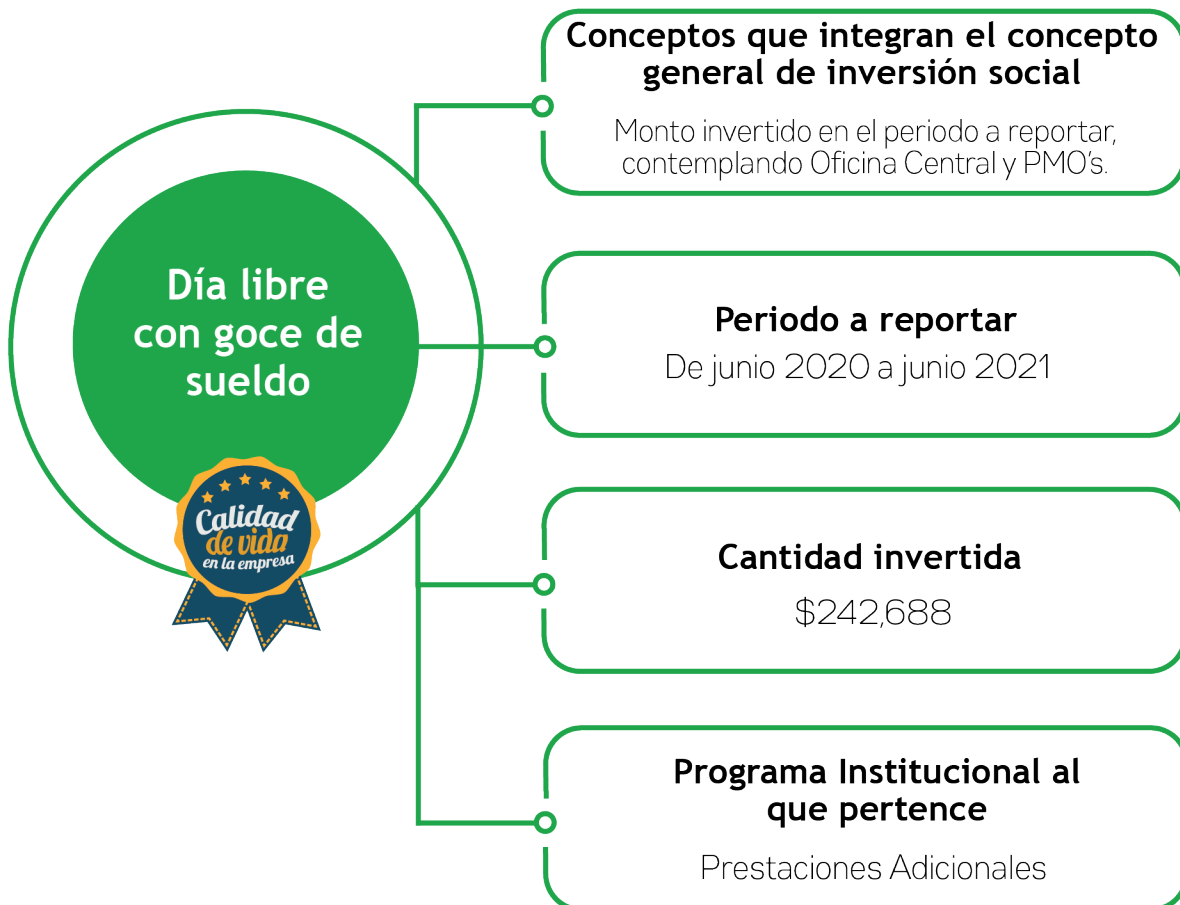 Día libre
con goce de
sueldo
Calidad
de vida
en la empresa
Conceptos que integran el concepto
general de inversión social
Monto invertido en el periodo a reportar,
contemplando Oficina Central y PMO's.
Periodo a reportar
De junio 2020 a junio 2021
Cantidad invertida
$242,688
Programa Institucional al
que pertence
Prestaciones Adicionales